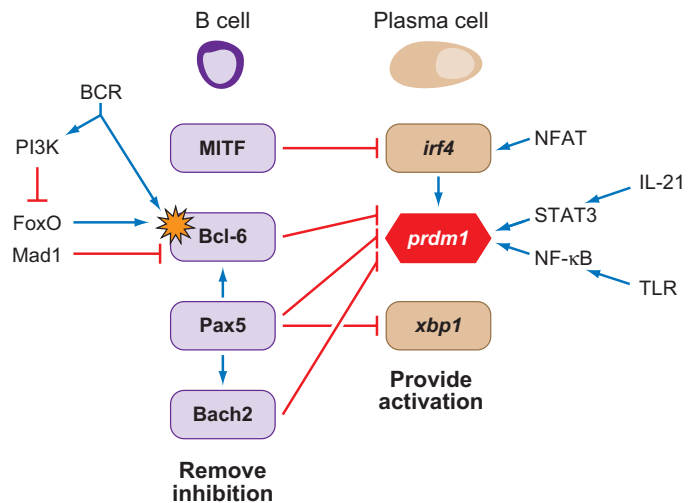 B cell
Plasma cell
BCR
PI3K
FoxO
Mad1
MITF
Bcl-6
Pax5
Bach2
Remove
inhibition
irf4
prdm1
xbp1
Provide
activation
NFAT
IL-21
STAT3
NF-κB
TLR